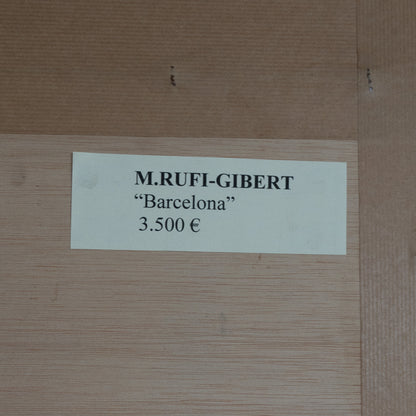 M.RUFI-GIBERT
“Barcelona”
3.500 €